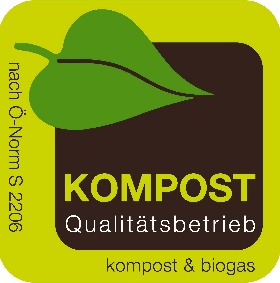 nach Ö-Norm S 2206
KOMPOST
Qualitätsbetrieb
kompost & biogas